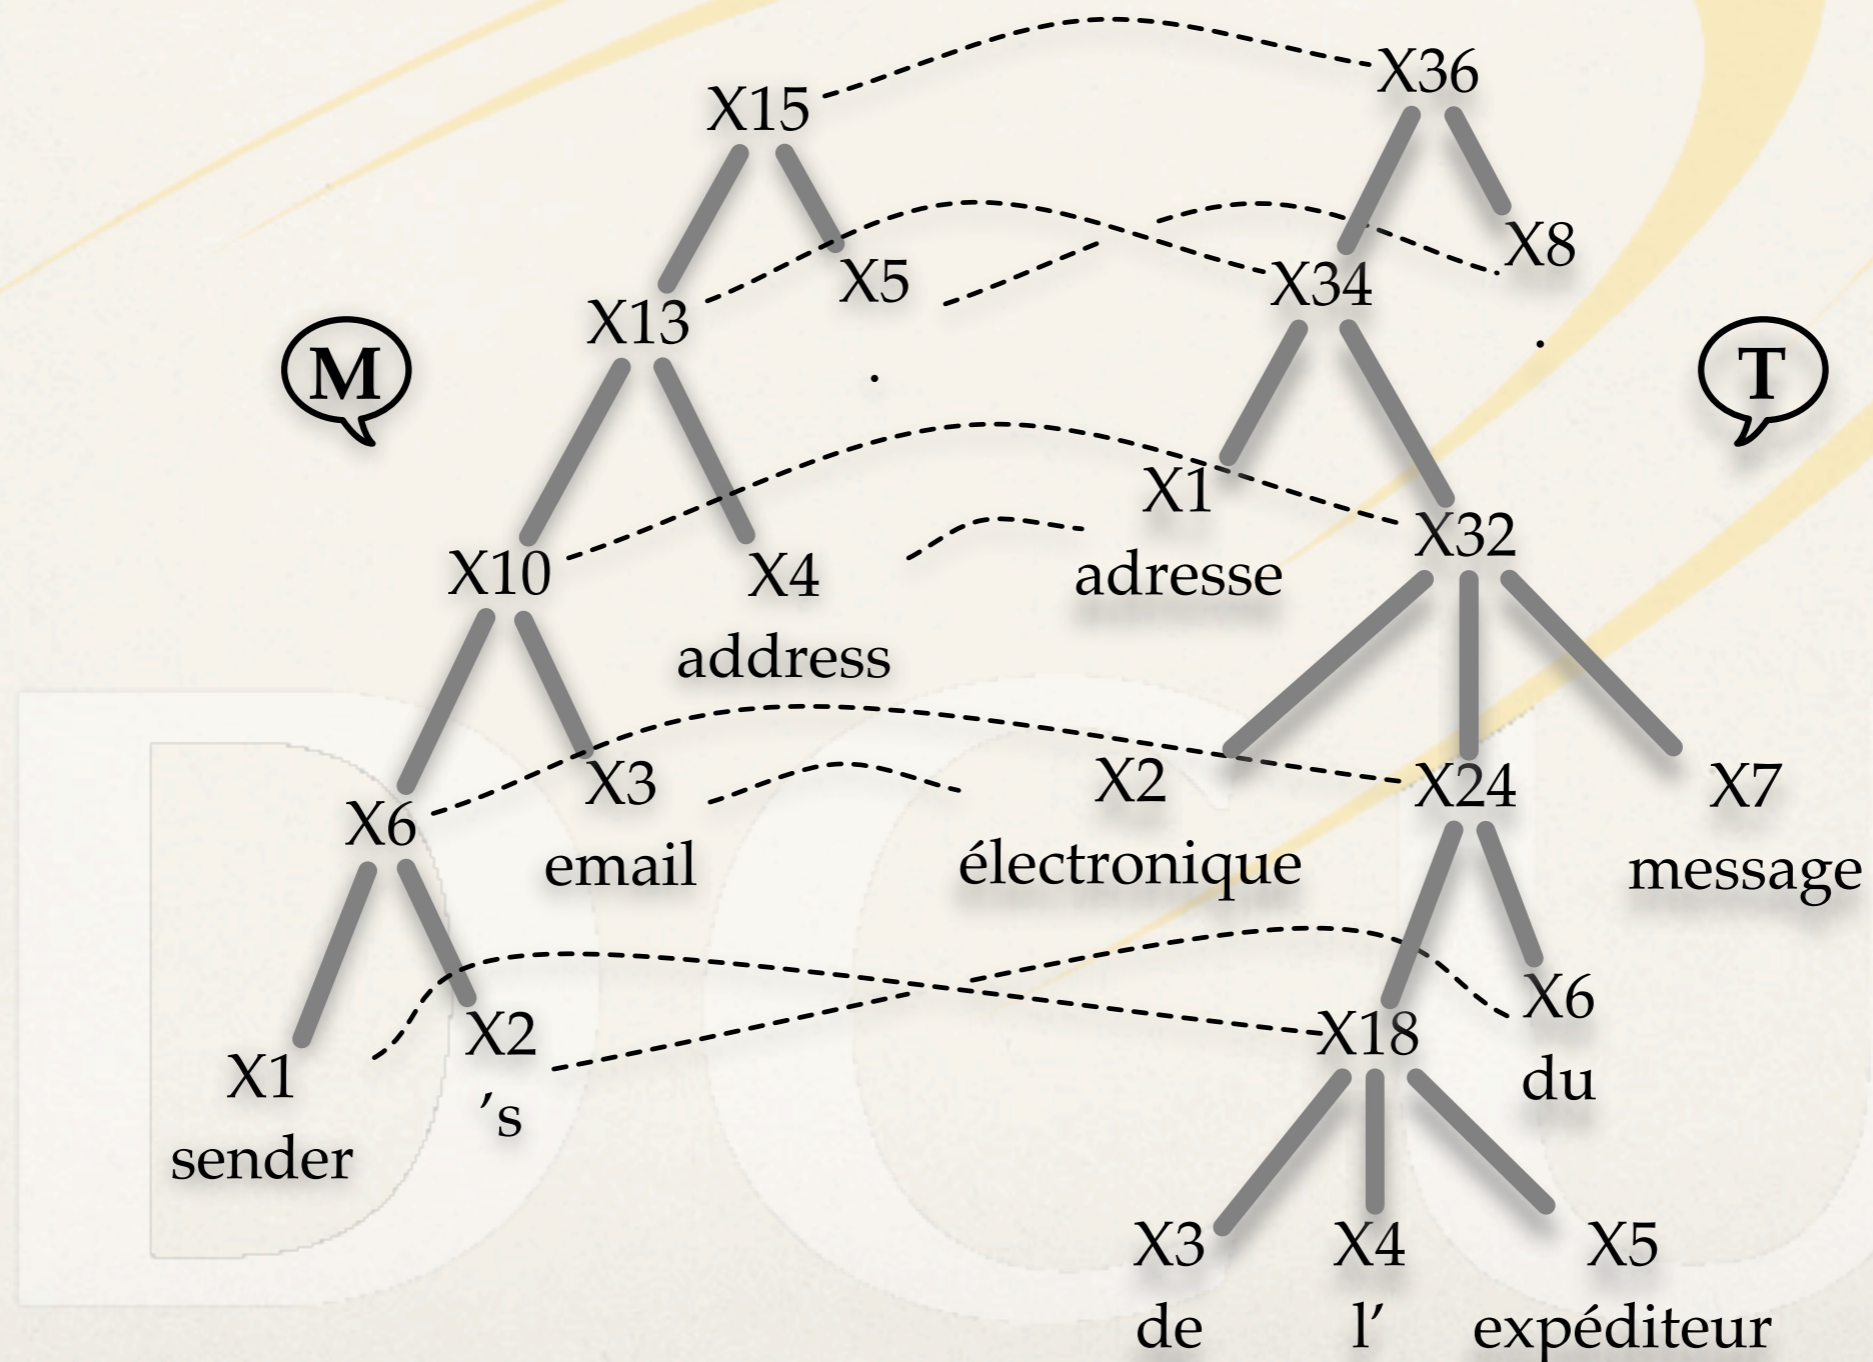 X36
X15
X8
X5
X34
X13
.
M
T
.
X1
X32
adresse
X10
X4
address
X2
X24
X7
X3
électronique
message
X6
email
X6
X18
X2
du
X1
's
sender
X3
X4
X5
de
l'
expéditeur
DCU